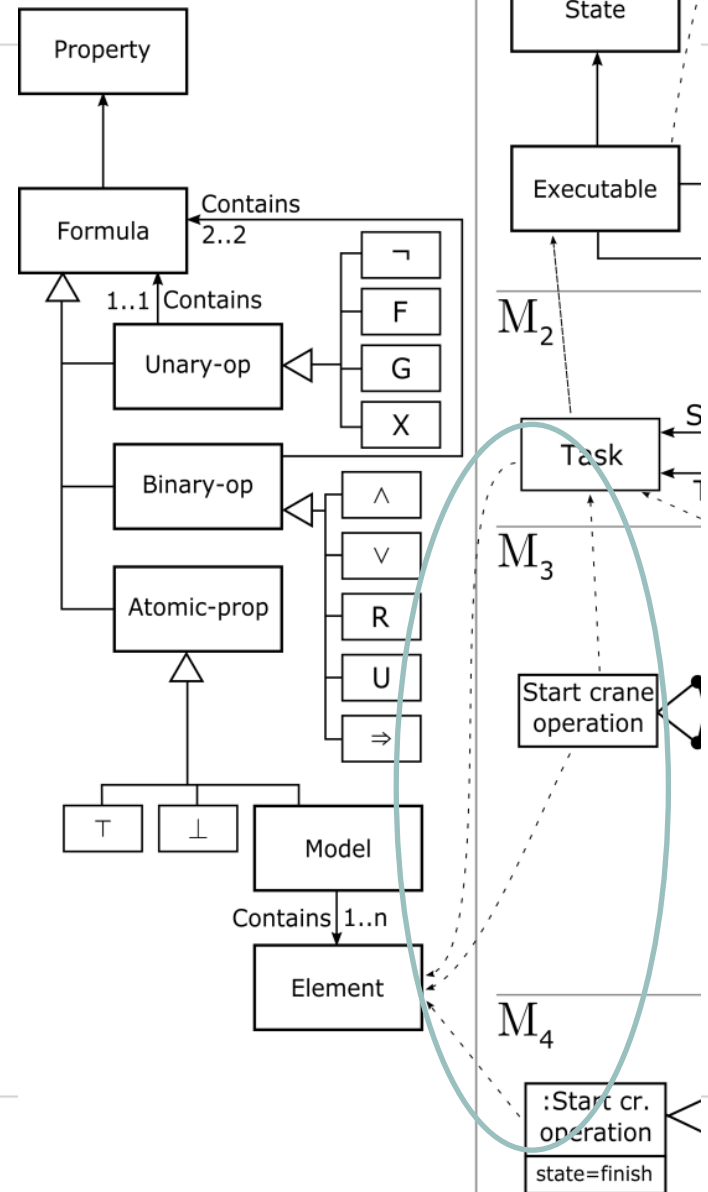 Property
Formula
Contains
2..2
1..1 Contains
Unary-op
¬
F
G
X
Binary-op
∧
∨
R
U
⇒
Atomic-prop
⊤
⊥
Model
Contains 1..n
Element
State
Executable
M2
Task
S
M3
Start crane
operation
M4
:Start cr.
operation
state=finish